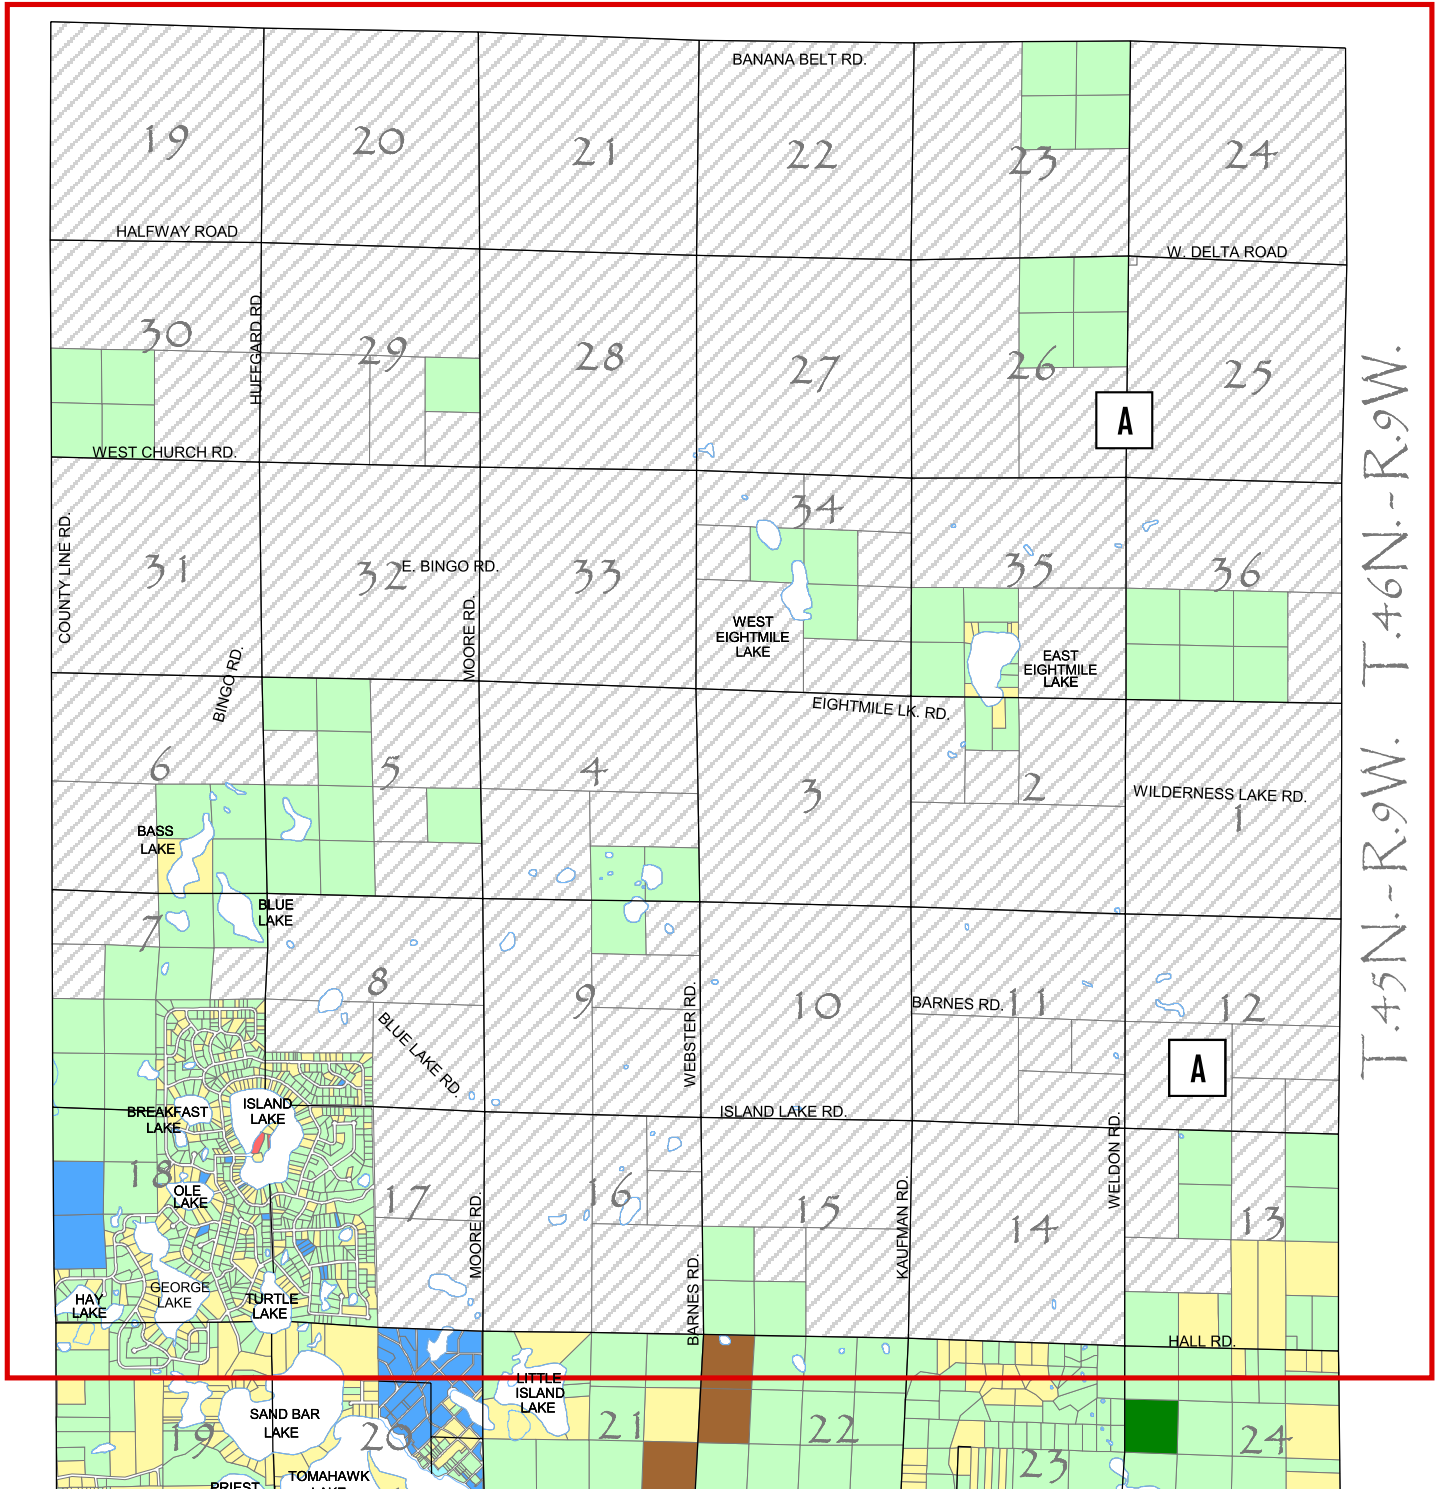 BANANA BELT RD.
19
20
21
22
23
24
HALFWAY ROAD
W. DELTA ROAD
HUFFGARD RD.
30
29
28
27
26
25
A
WEST CHURCH RD.
T.46N.-R.9W.
COUNTY LINE RD.
34
31
32
E. BINGO RD.
33
35
36
MOORE RD.
WEST
EIGHTMILE
LAKE
EAST
EIGHTMILE
LAKE
BINGO RD.
EIGHTMILE LK. RD.
6
5
4
3
2
WILDERNESS LAKE RD.
1
T.45N.-R.9W.
BASS
LAKE
BLUE
LAKE
7
8
9
10
BARNES RD.
11
12
BLUE LAKE RD.
WEBSTER RD.
A
BREAKFAST
LAKE
ISLAND
LAKE
ISLAND LAKE RD.
WELDON RD.
18
OLE
LAKE
17
16
15
14
13
MOORE RD.
KAUFMAN RD.
BARNES RD.
HAY
LAKE
GEORGE
LAKE
TURTLE
LAKE
HALL RD.
LITTLE
ISLAND
LAKE
SAND BAR
LAKE
19
20
21
22
23
24
TOMAHAWK
LAKE
PRIEST